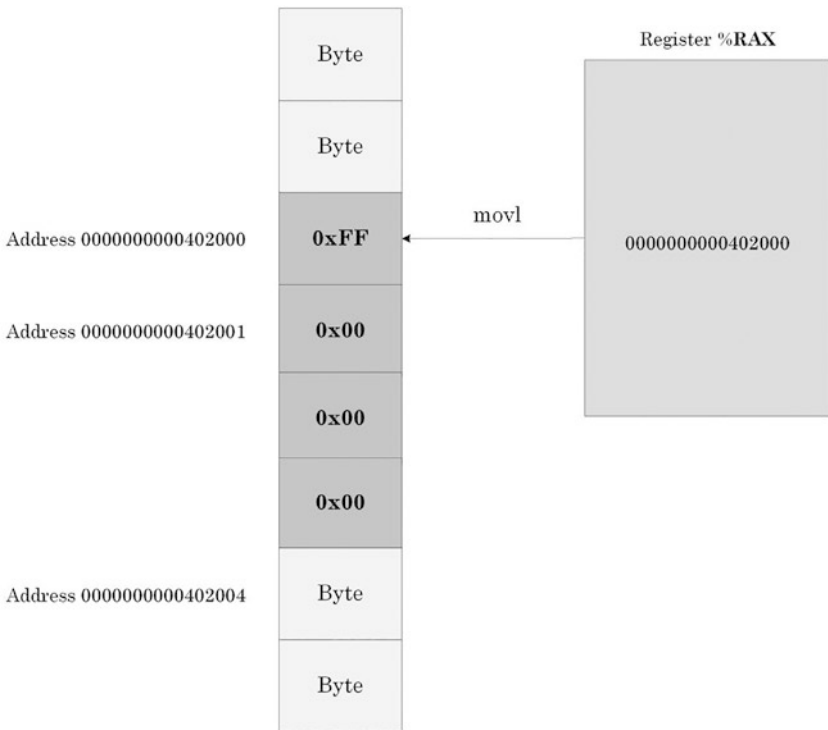 Register %RAX
Byte
Byte
Address 0000000000402000
0xFF
movl
0000000000402000
Address 0000000000402001
0x00
0x00
0x00
Address 0000000000402004
Byte
Byte